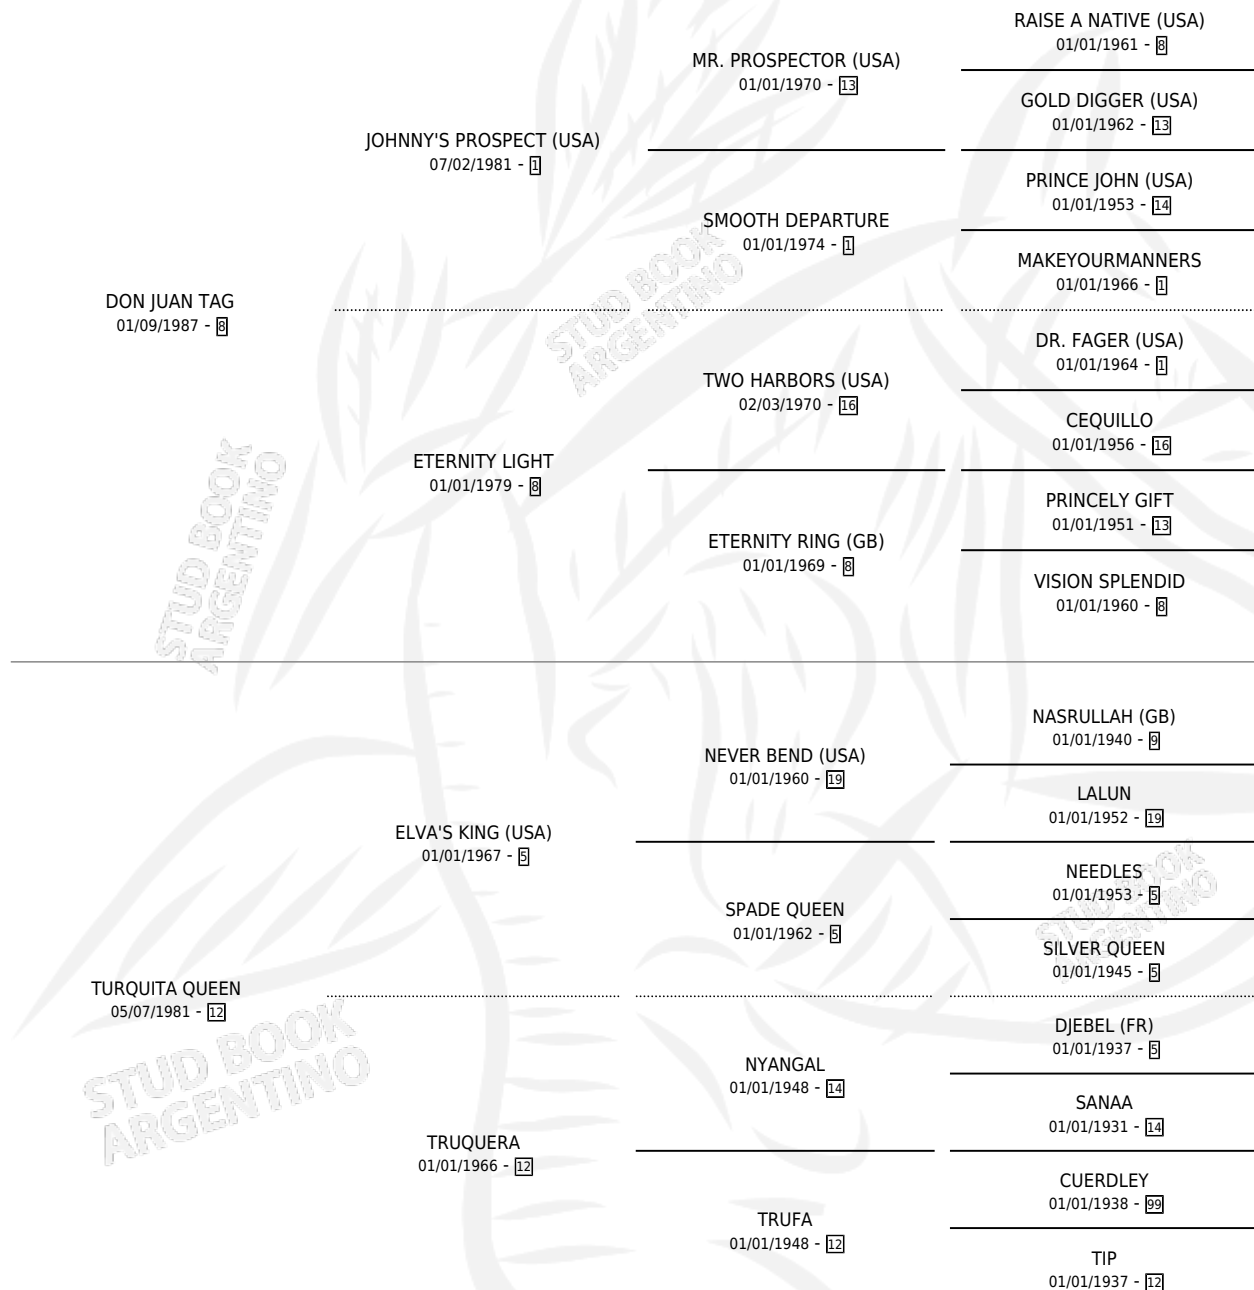 RAISE A NATIVE (USA)
01/01/1961 - 8
MR. PROSPECTOR (USA)
01/01/1970 - 13
GOLD DIGGER (USA)
01/01/1962 - 13
JOHNNY'S PROSPECT (USA)
07/02/1981 - 1
PRINCE JOHN (USA)
01/01/1953 - 14
SMOOTH DEPARTURE
01/01/1974 - 1
MAKEYOURMANNERS
01/01/1966 - 1
DON JUAN TAG
01/09/1987 - 8
DR. FAGER (USA)
01/01/1964 - 1
TWO HARBORS (USA)
02/03/1970 - 16
CEQUILLO
01/01/1956 - 16
ETERNITY LIGHT
01/01/1979 - 8
PRINCELY GIFT
01/01/1951 - 13
ETERNITY RING (GB)
01/01/1969 - 8
VISION SPLENDID
01/01/1960 - 8
STUD BOOK
ARGENTINO
STUD BOOK
ARGENTINO
NASRULLAH (GB)
01/01/1940 - 9
NEVER BEND (USA)
01/01/1960 - 19
LALUN
01/01/1952 - 19
ELVA'S KING (USA)
01/01/1967 - 5
NEEDLES
01/01/1953 - 5
SPADE QUEEN
01/01/1962 - 5
SILVER QUEEN
01/01/1945 - 5
STUD BOOK
ARGENTINO
TURQUITA QUEEN
05/07/1981 - 12
DJEBEL (FR)
01/01/1937 - 5
NYANGAL
01/01/1948 - 14
SANAA
01/01/1931 - 14
TRUQUERA
01/01/1966 - 12
CUERDLEY
01/01/1938 - 99
TRUFA
01/01/1948 - 12
TIP
01/01/1937 - 12
STUD BOOK
ARGENTINO